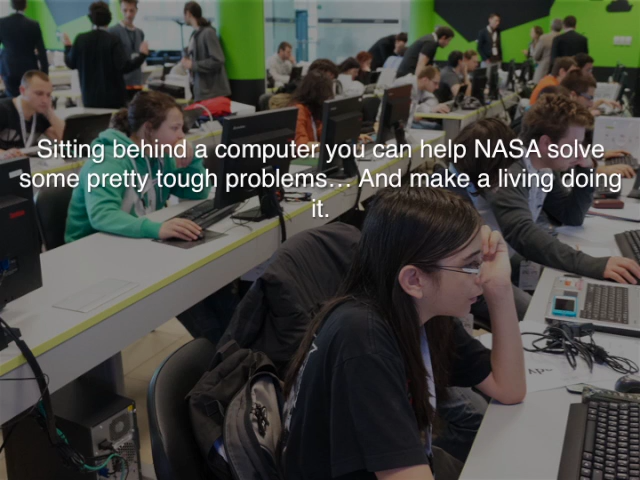 Sitting behind a computer you can help NASA solve
some pretty tough problems… And make a living doing
it.